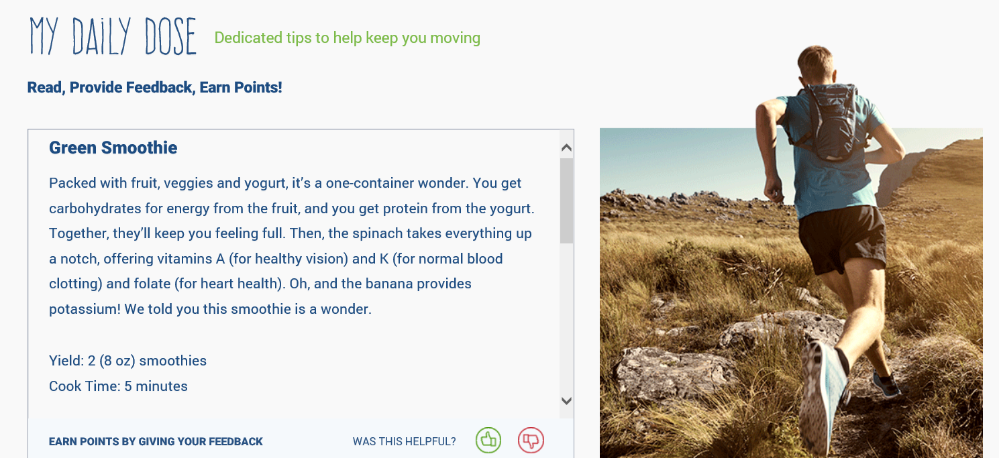 MY DAILY DOSE
Dedicated tips to help keep you moving
Read, Provide Feedback, Earn Points!
Green Smoothie
Packed with fruit, veggies and yogurt, it’s a one-container wonder. You get
carbohydrates for energy from the fruit, and you get protein from the yogurt.
Together, they’ll keep you feeling full. Then, the spinach takes everything up
a notch, offering vitamins A (for healthy vision) and K (for normal blood
clotting) and folate (for heart health). Oh, and the banana provides
potassium! We told you this smoothie is a wonder.
Yield: 2 (8 oz) smoothies
Cook Time: 5 minutes
EARN POINTS BY GIVING YOUR FEEDBACK
WAS THIS HELPFUL?